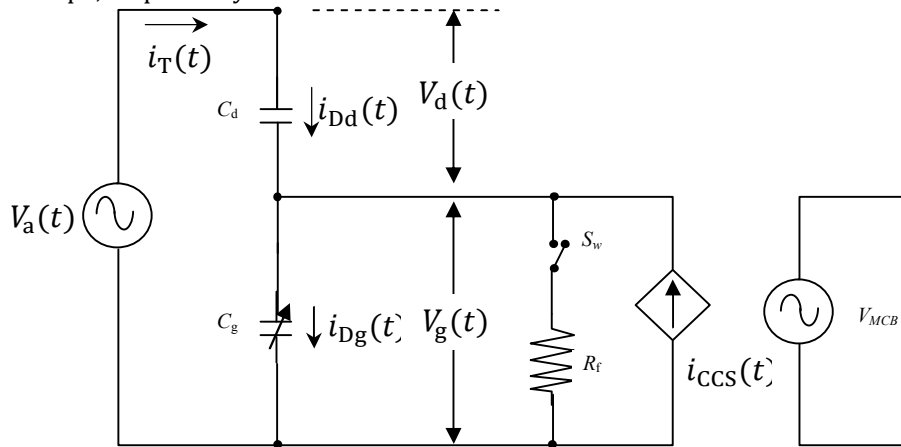 i_T(t)
C_d
i_Dd(t)
V_d(t)
V_a(t)
S_w
C_g
i_Dg(t)
V_g(t)
R_f
i_CCS(t)
V_MCB